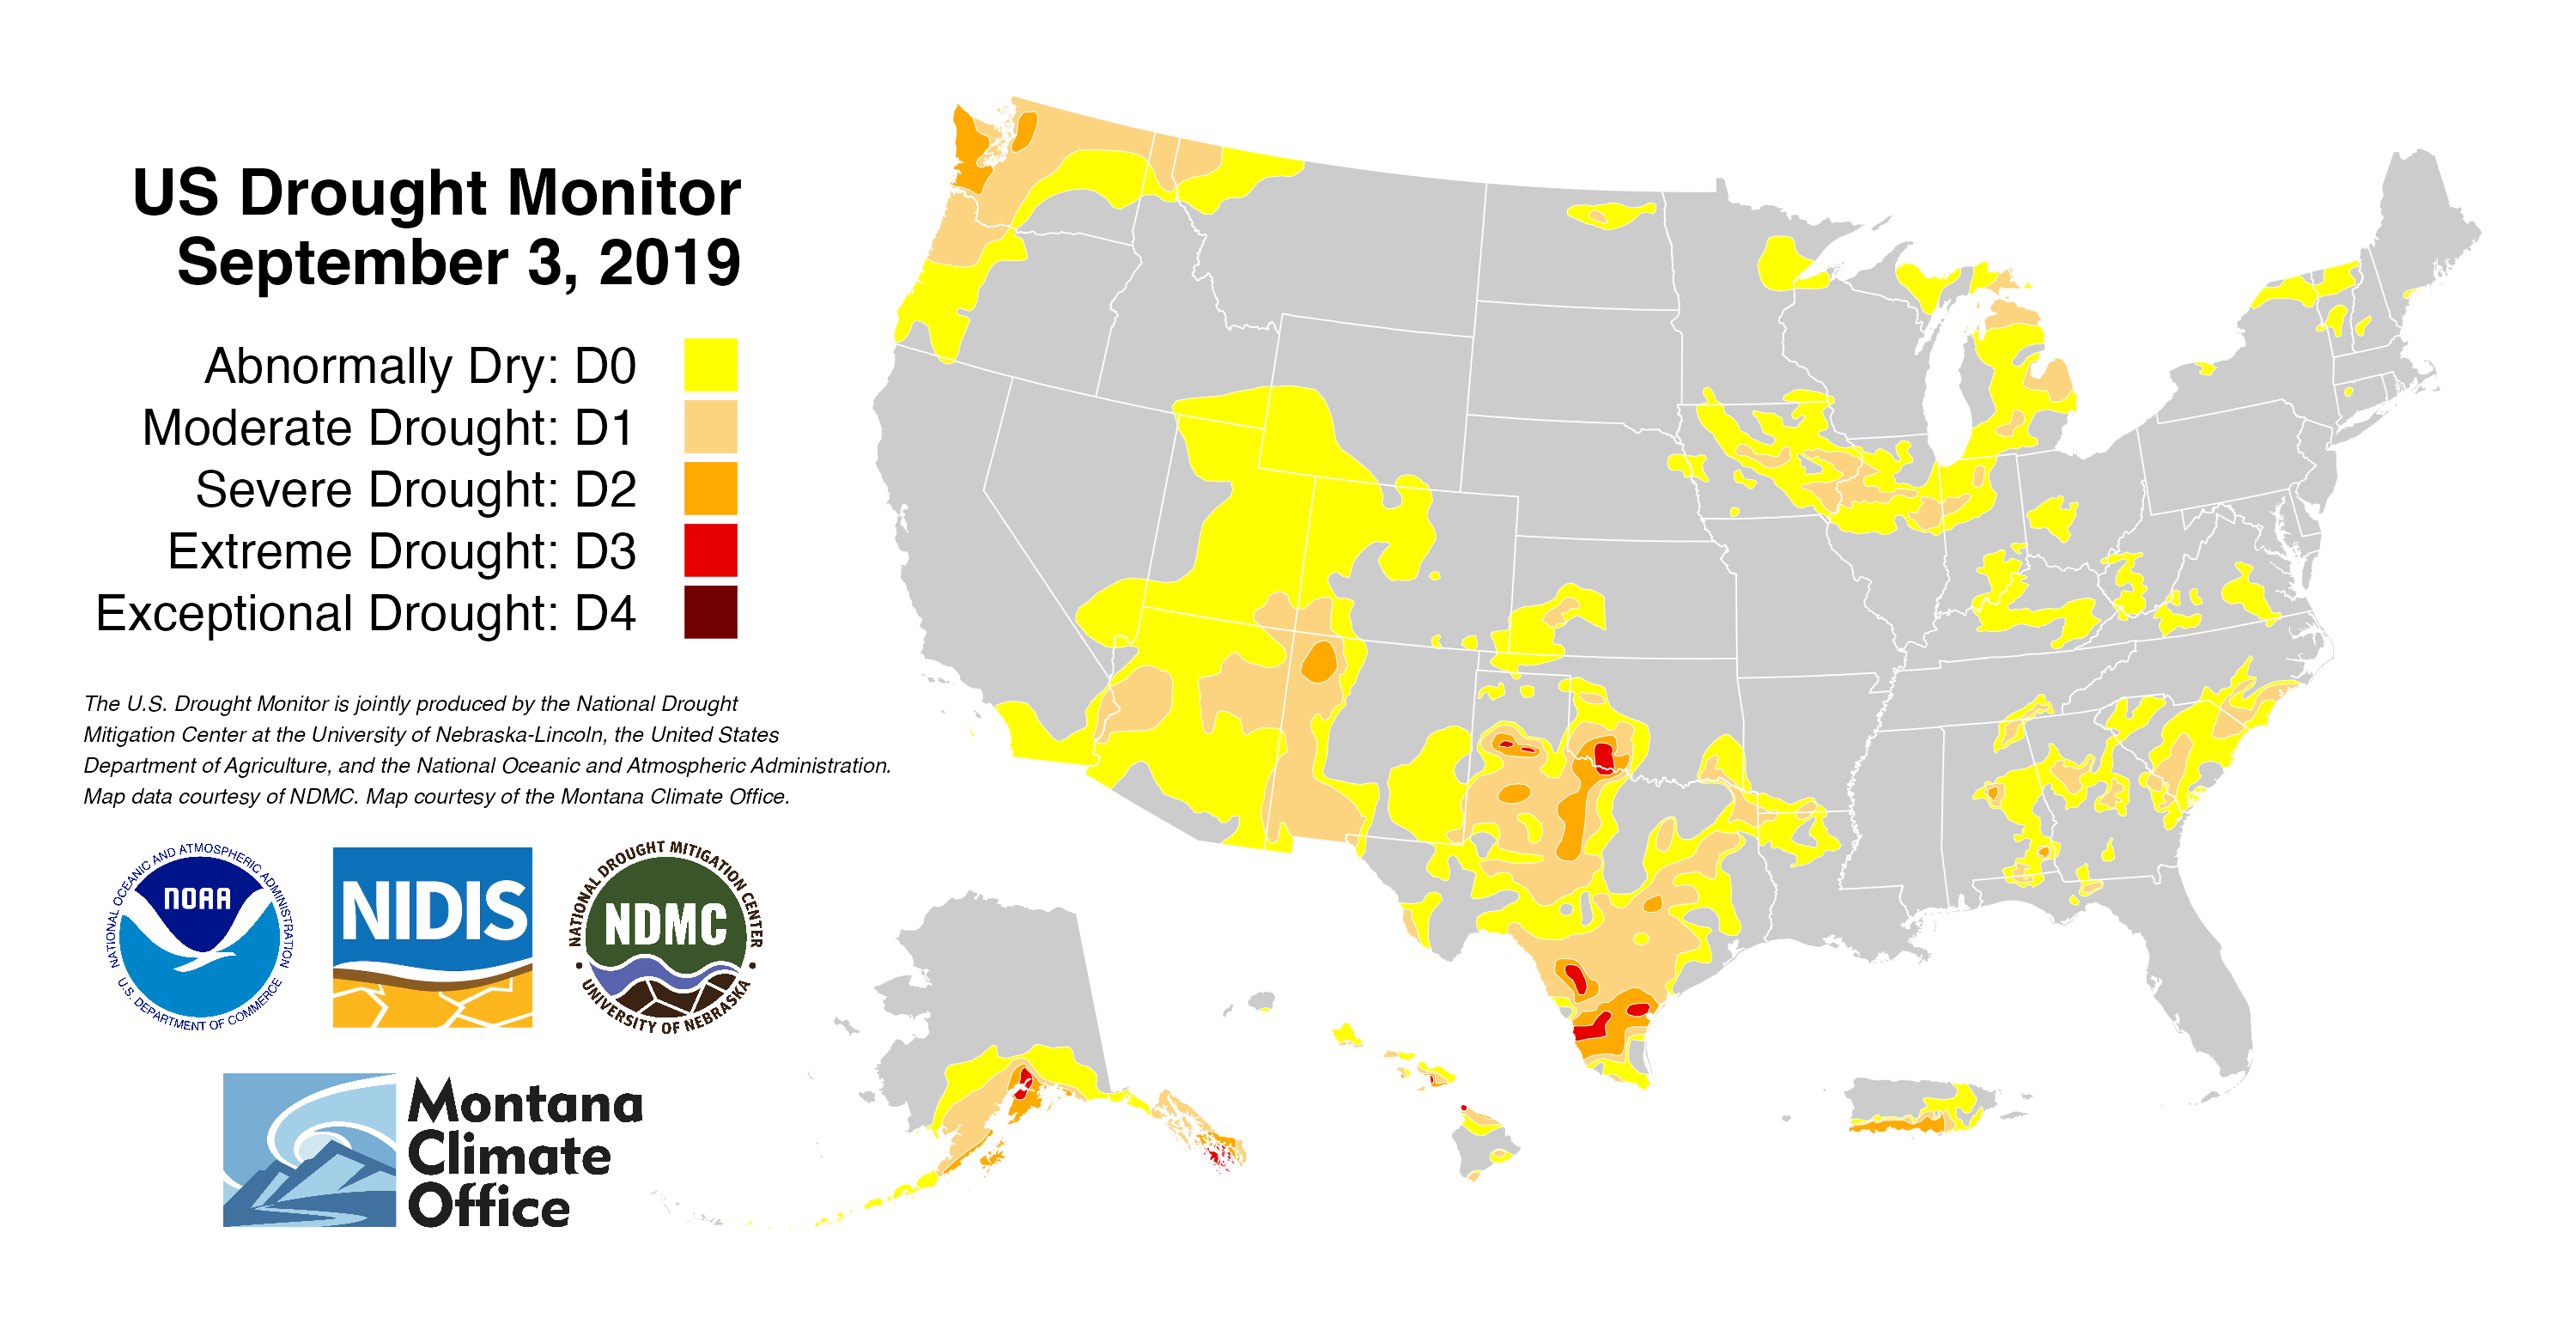 US Drought Monitor
September 3, 2019
Abnormally Dry: D0
Moderate Drought: D1
Severe Drought: D2
Extreme Drought: D3
Exceptional Drought: D4
The U.S. Drought Monitor is jointly produced by the National Drought
Mitigation Center at the University of Nebraska-Lincoln, the United States
Department of Agriculture, and the National Oceanic and Atmospheric Administration.
Map data courtesy of NDMC. Map courtesy of the Montana Climate Office.
NATIONAL OCEANIC AND ATMOSPHERIC ADMINISTRATION
NOAA
U.S. DEPARTMENT OF COMMERCE
NIDIS
NATIONAL DROUGHT MITIGATION CENTER
NDMC
UNIVERSITY OF NEBRASKA
Montana
Climate
Office